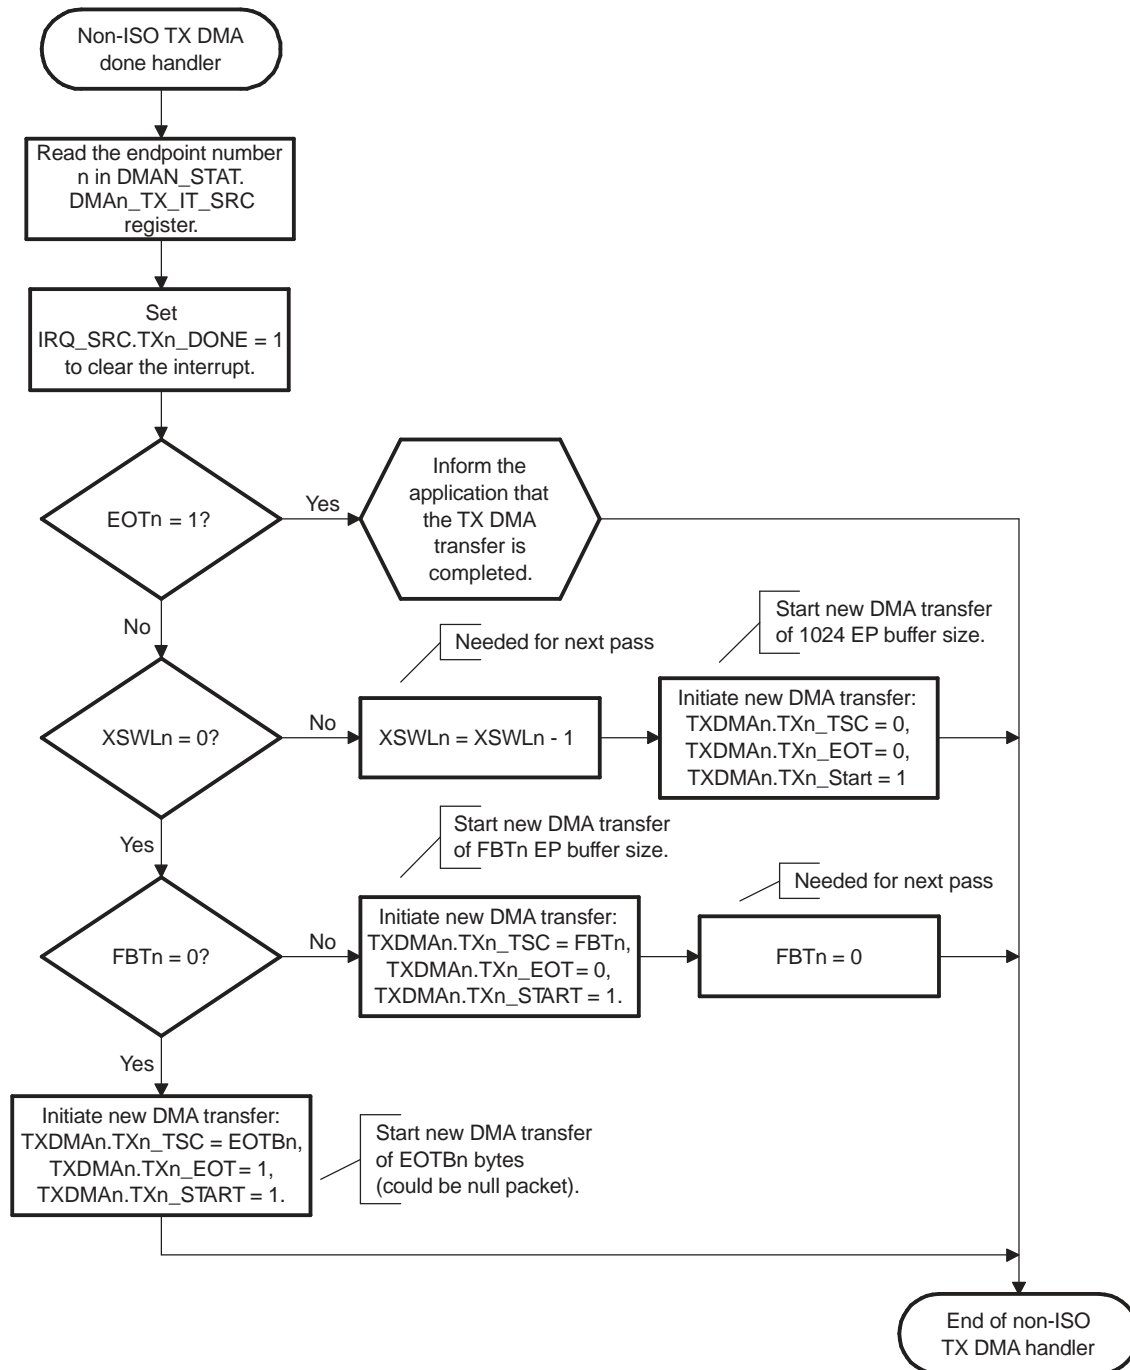 Non-ISO TX DMA
done handler
Read the endpoint number
n in DMAN_STAT.
DMAn_TX_IT_SRC
register.
Set
IRQ_SRC.TXn_DONE = 1
to clear the interrupt.
EOTn = 1?
Yes
Inform the
application that
the TX DMA
transfer is
completed.
No
Needed for next pass
Start new DMA transfer
of 1024 EP buffer size.
XSWLn = 0?
No
XSWLn = XSWLn - 1
Initiate new DMA transfer:
TXDMAn.TXn_TSC = 0,
TXDMAn.TXn_EOT = 0,
TXDMAn.TXn_Start = 1
Yes
Start new DMA transfer
of FBTn EP buffer size.
Needed for next pass
FBTn = 0?
No
Initiate new DMA transfer:
TXDMAn.TXn_TSC = FBTn,
TXDMAn.TXn_EOT = 0,
TXDMAn.TXn_START = 1.
FBTn = 0
Yes
Initiate new DMA transfer:
TXDMAn.TXn_TSC = EOTBn,
TXDMAn.TXn_EOT = 1,
TXDMAn.TXn_START = 1.
Start new DMA transfer
of EOTBn bytes
(could be null packet).
End of non-ISO
TX DMA handler